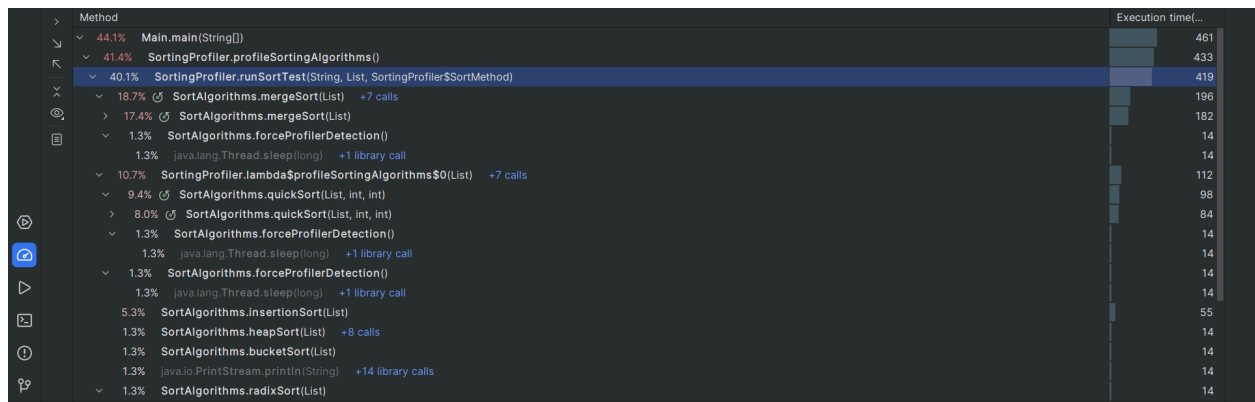 Method Execution time(...
44.1% Main.main(String[]) 461
41.4% SortingProfiler.profileSortingAlgorithms() 433
40.1% SortingProfiler.runSortTest(String, List, SortingProfiler$SortMethod) 419
18.7% SortAlgorithms.mergeSort(List) +7 calls 196
17.4% SortAlgorithms.mergeSort(List) 182
1.3% SortAlgorithms.forceProfilerDetection() 14
1.3% java.lang.Thread.sleep(long) +1 library call 14
10.7% SortingProfiler.lambda$profileSortingAlgorithms$0(List) +7 calls 112
9.4% SortAlgorithms.quickSort(List, int, int) 98
8.0% SortAlgorithms.quickSort(List, int, int) 84
1.3% SortAlgorithms.forceProfilerDetection() 14
1.3% java.lang.Thread.sleep(long) +1 library call 14
1.3% SortAlgorithms.forceProfilerDetection() 14
1.3% java.lang.Thread.sleep(long) +1 library call 14
5.3% SortAlgorithms.insertionSort(List) 55
1.3% SortAlgorithms.heapSort(List) +8 calls 14
1.3% SortAlgorithms.bucketSort(List) 14
1.3% java.io.PrintStream.println(String) +14 library calls 14
1.3% SortAlgorithms.radixSort(List) 14